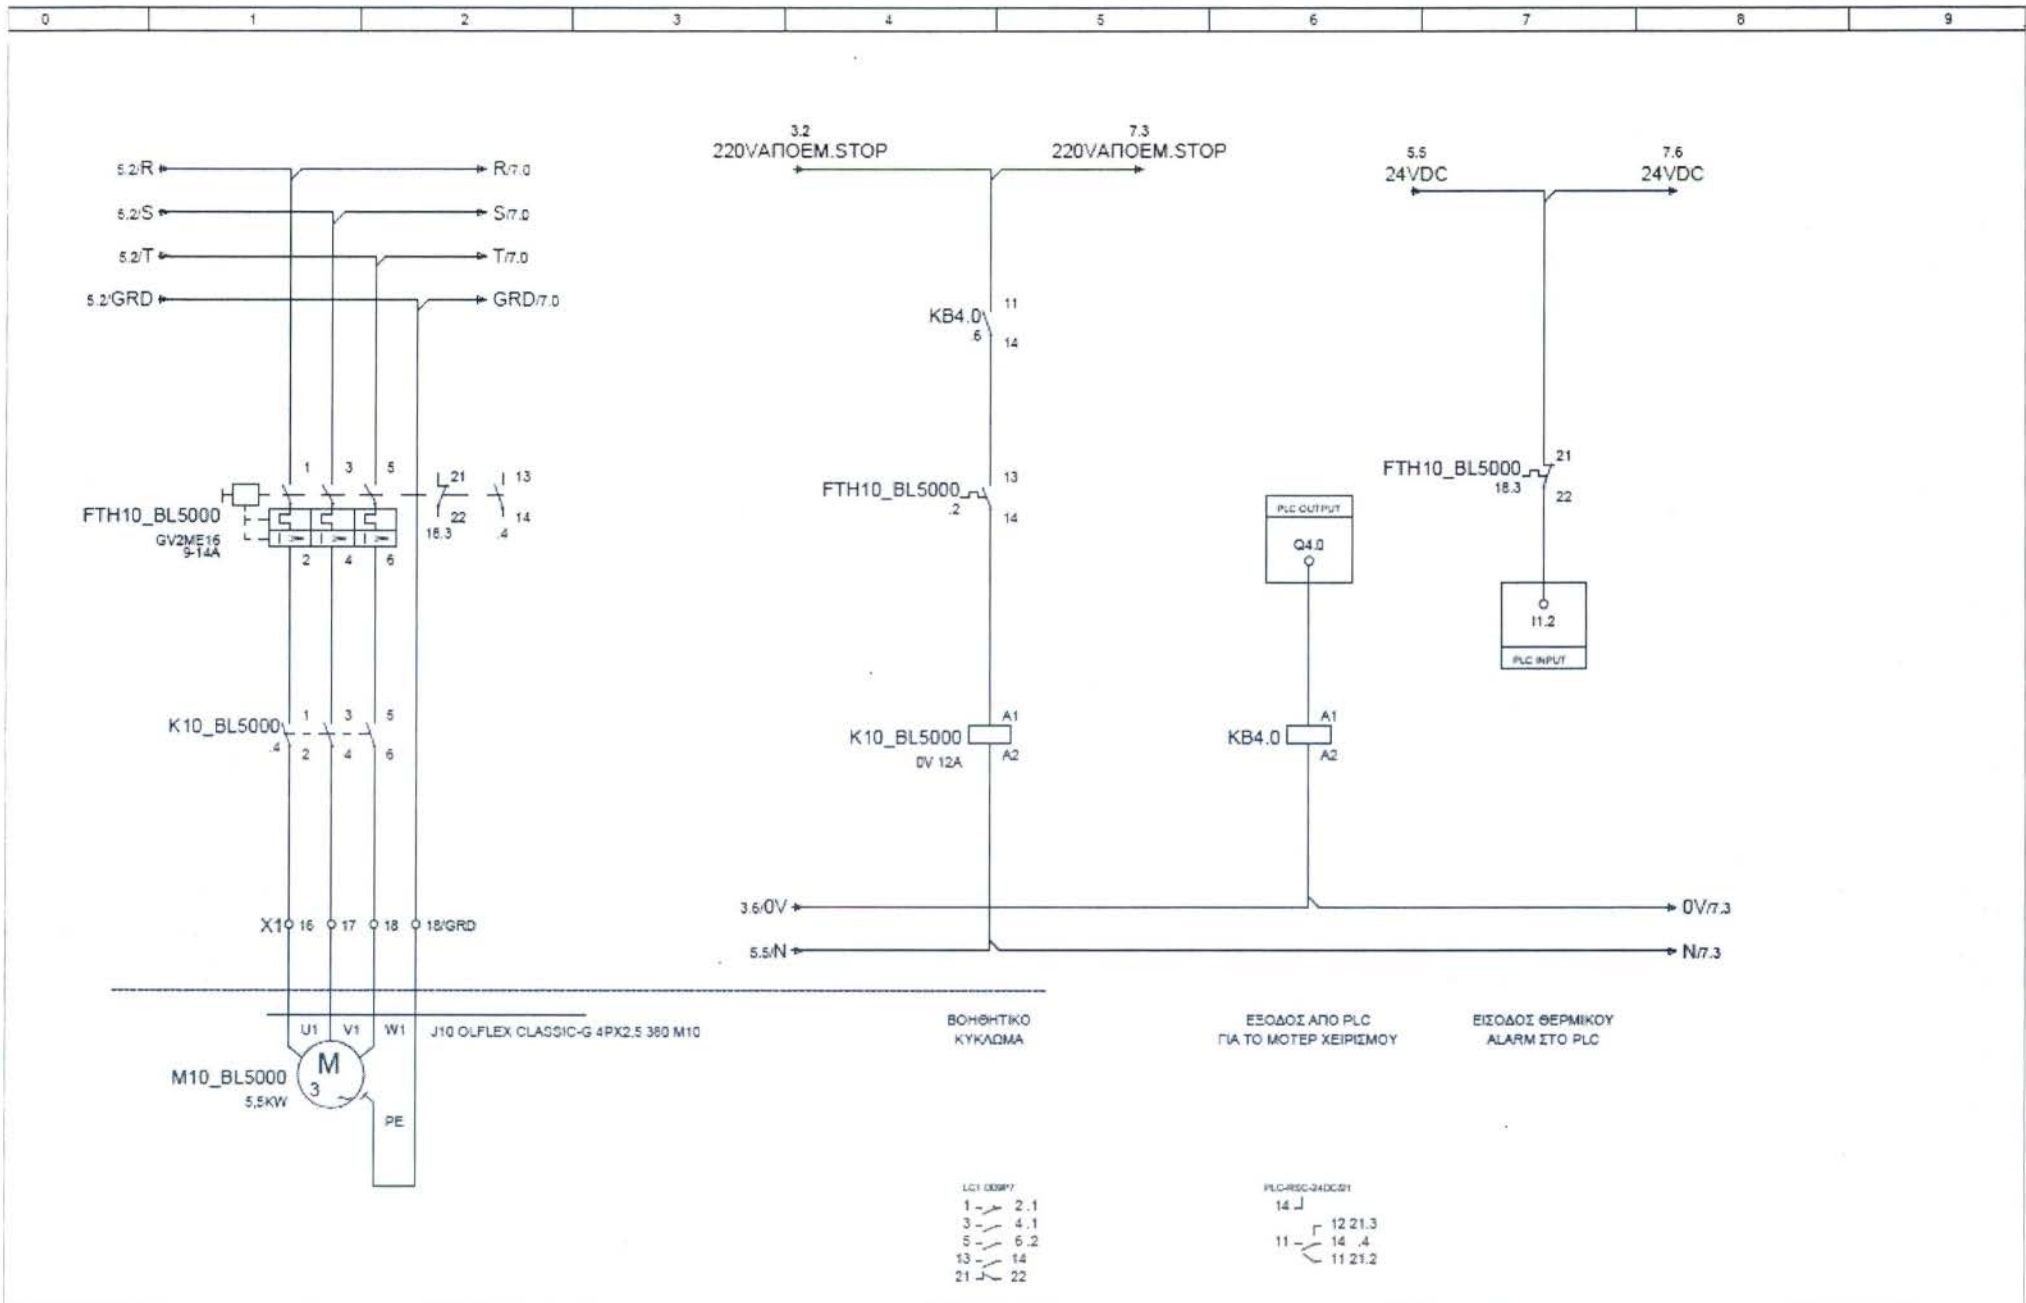 0 1 2 3 4 5 6 7 8 9
3.2
220VΑΠΟΕΜ.STOP
7.3
220VΑΠΟΕΜ.STOP
5.5
24VDC
7.6
24VDC
5.2/R
R/7.0
5.2/S
S/7.0
5.2/T
T/7.0
5.2/GRD
GRD/7.0
KB4.0
.6
11
14
1 3 5
21
13
FTH10_BL5000
GV2ME16
9-14A
22
18.3
14
.4
2 4 6
FTH10_BL5000
.2
13
14
FTH10_BL5000
18.3
21
22
PLC OUTPUT
Q4.0
I1.2
PLC INPUT
K10_BL5000
.4
1 3 5
2 4 6
K10_BL5000
0V 12A
A1
A2
KB4.0
A1
A2
X1 16 17 18 18/GRD
3.6/0V
0V/7.3
5.5/N
N/7.3
U1 V1 W1
J10 OLFLEX CLASSIC-G 4PX2,5 380 M10
M
3
M10_BL5000
5,5KW
PE
ΒΟΗΘΗΤΙΚΟ
ΚΥΚΛΩΜΑ
ΕΞΟΔΟΣ ΑΠΟ PLC
ΓΙΑ ΤΟ ΜΟΤΕΡ ΧΕΙΡΙΣΜΟΥ
ΕΙΣΟΔΟΣ ΘΕΡΜΙΚΟΥ
ALARM ΣΤΟ PLC
LC1 D09P7
1 2 .1
3 4 .1
5 6 .2
13 14
21 22
PLC-RSC-24DC/21
14
12 21.3
11 14 .4
11 21.2